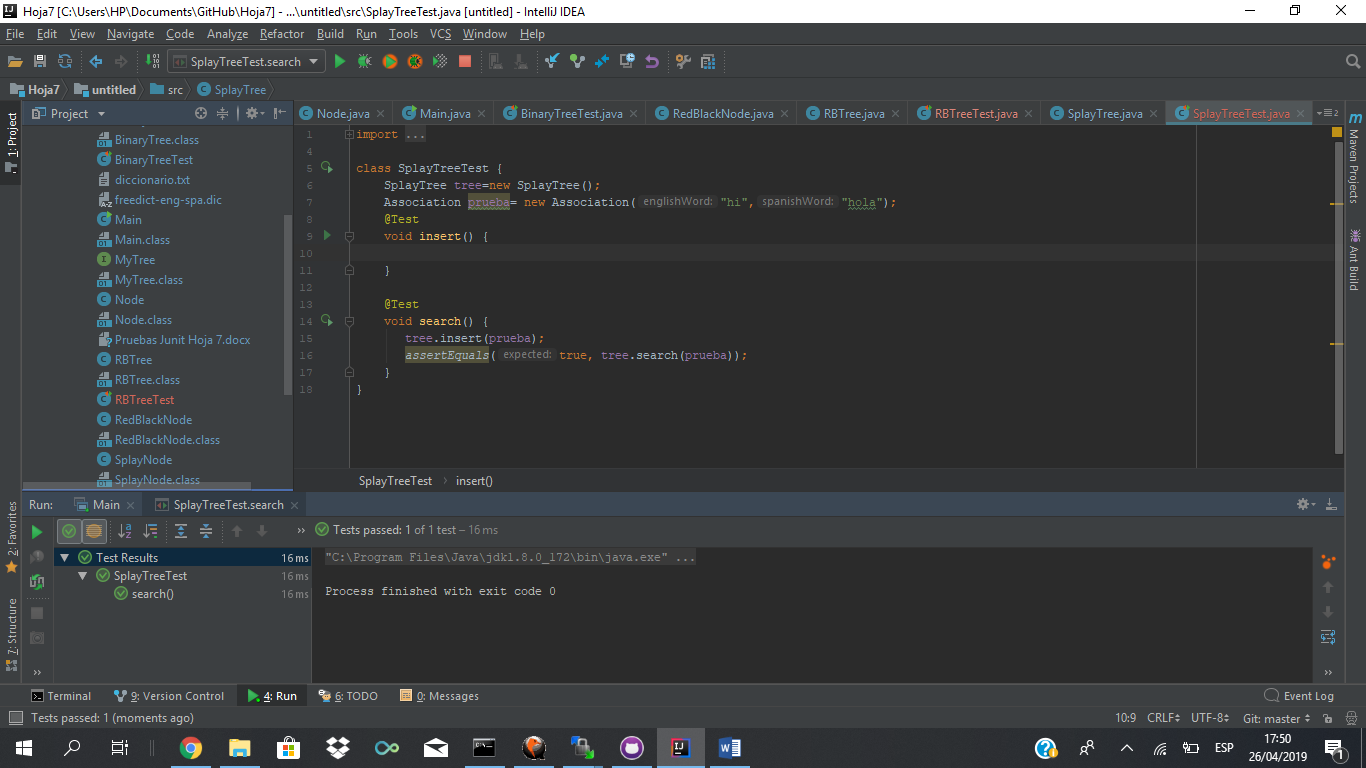 Hoja7 [C:\Users\HP\Documents\GitHub\Hoja7] - ...\untitled\src\SplayTreeTest.java [untitled] - IntelliJ IDEA
File Edit View Navigate Code Analyze Refactor Build Run Tools VCS Window Help
SplayTreeTest.search
Hoja7 untitled src SplayTree
Project Node.java Main.java BinaryTreeTest.java RedBlackNode.java RBTree.java RBTreeTest.java SplayTree.java SplayTreeTest.java
1: Project
BinaryTree.class
BinaryTreeTest
diccionario.txt
freedict-eng-spa.dic
Main
Main.class
MyTree
MyTree.class
Node
Node.class
Pruebas Junit Hoja 7.docx
RBTree
RBTree.class
RBTreeTest
RedBlackNode
RedBlackNode.class
SplayNode
SplayNode.class
1 import ...
4
5 class SplayTreeTest {
6 SplayTree tree=new SplayTree();
7 Association prueba= new Association( englishWord: "hi", spanishWord: "hola");
8 @Test
9 void insert() {
10
11 }
12
13 @Test
14 void search() {
15 tree.insert(prueba);
16 assertEquals( expected: true, tree.search(prueba));
17 }
18 }
Maven Projects
Ant Build
SplayTreeTest insert()
Run: Main SplayTreeTest.search
2: Favorites
7: Structure
Tests passed: 1 of 1 test – 16 ms
Test Results 16 ms
SplayTreeTest 16 ms
search() 16 ms
"C:\Program Files\Java\jdk1.8.0_172\bin\java.exe" ...
Process finished with exit code 0
Terminal 9: Version Control 4: Run 6: TODO 0: Messages Event Log
Tests passed: 1 (moments ago) 10:9 CRLF UTF-8 Git: master
ESP 17:50
26/04/2019 1